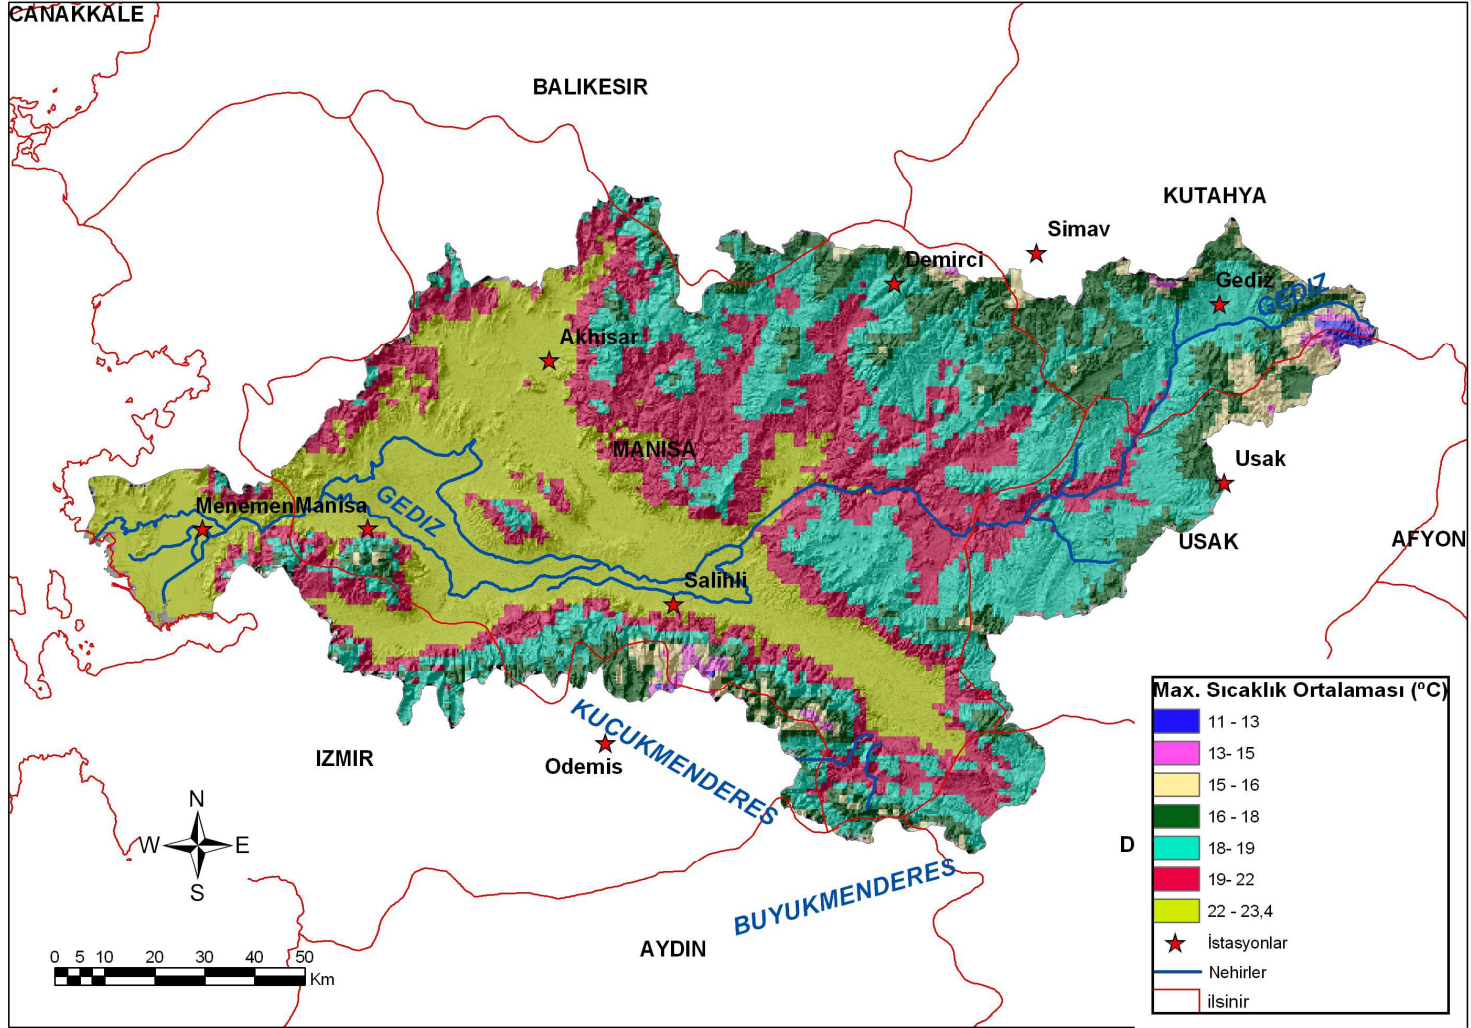 CANAKKALE
BALIKESIR
KUTAHYA
Simav
Demirci
Gediz
GEDIZ
Akhisar
MANISA
Usak
Menemen
Manisa
GEDIZ
USAK
AFYON
Salihli
KUCUKMENDERES
IZMIR
Odemis
BUYUKMENDERES
AYDIN
D
N
W
E
S
0 5 10 20 30 40 50
Km
Max. Sıcaklık Ortalaması (ºC)
11 - 13
13- 15
15 - 16
16 - 18
18- 19
19- 22
22 - 23,4
İstasyonlar
Nehirler
ilsinir